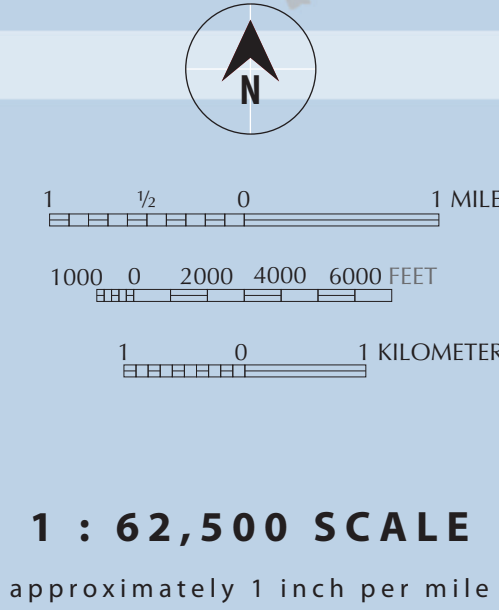 N
1 ½ 0 1 MILE
1000 0 2000 4000 6000 FEET
1 0 1 KILOMETER
1 : 62,500 SCALE
approximately 1 inch per mile